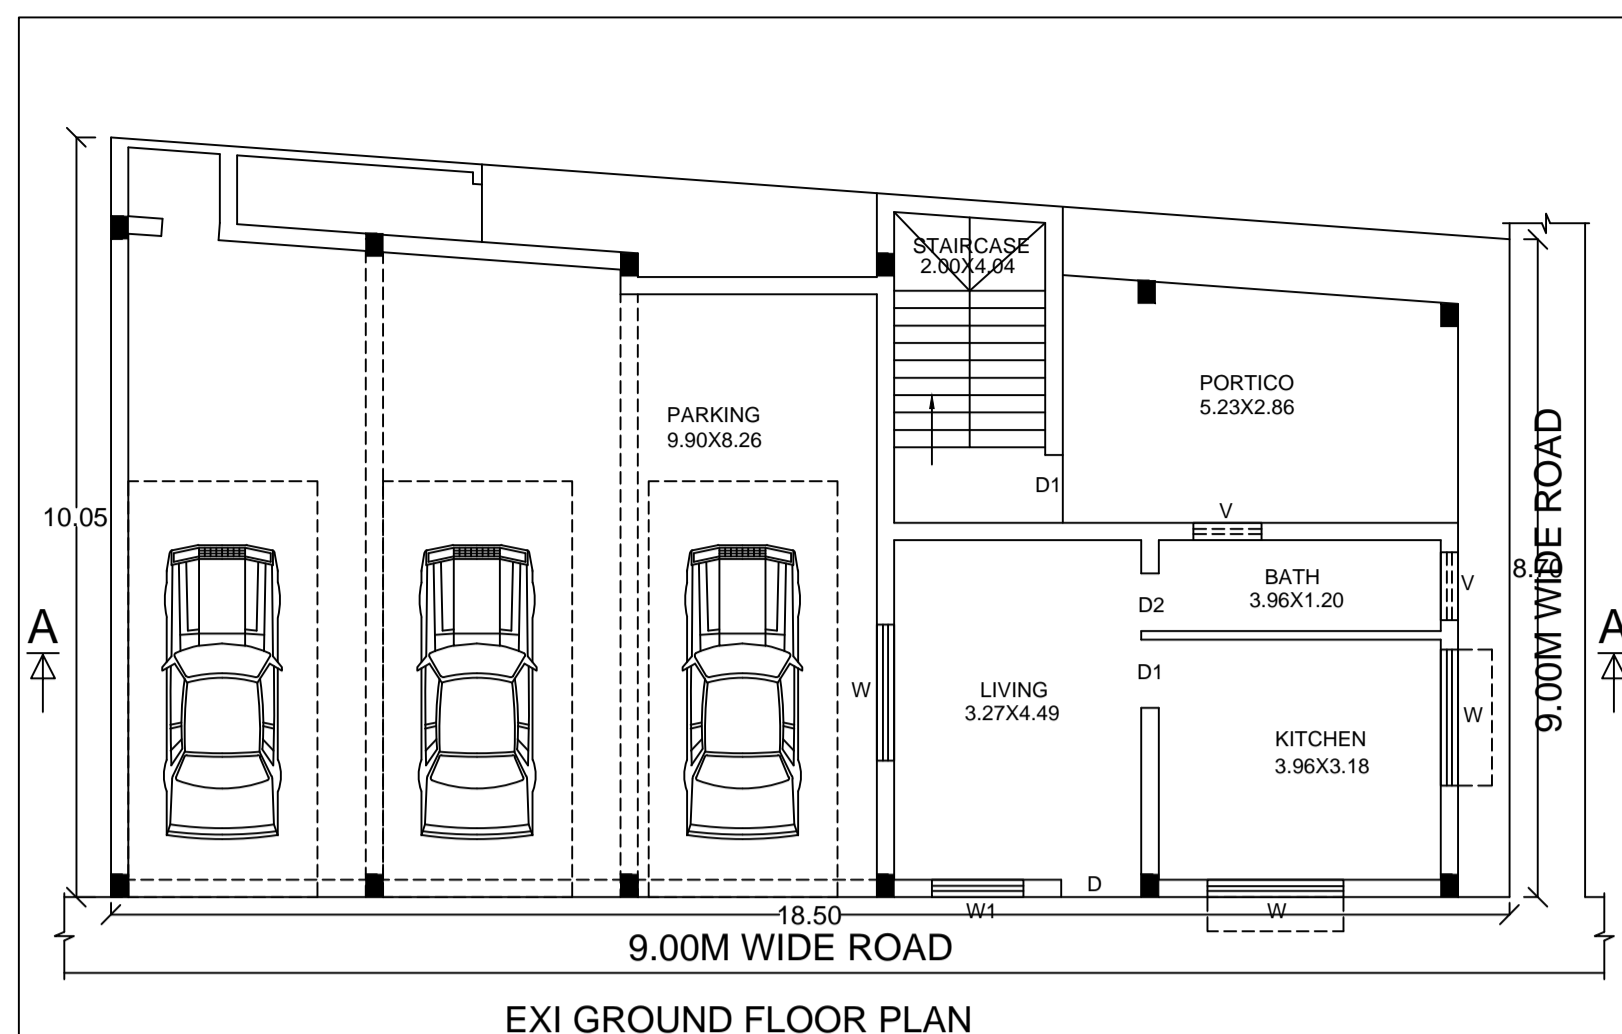 STAIRCASE
2.00X4.04
PORTICO
5.23X2.86
PARKING
9.90X8.26
D1
V
10.05
BATH
3.96X1.20
V
8.70
9.00M WIDE ROAD
D2
A
A
D1
W
LIVING
3.27X4.49
W
KITCHEN
3.96X3.18
D
W1
W
18.50
9.00M WIDE ROAD
EXI GROUND FLOOR PLAN